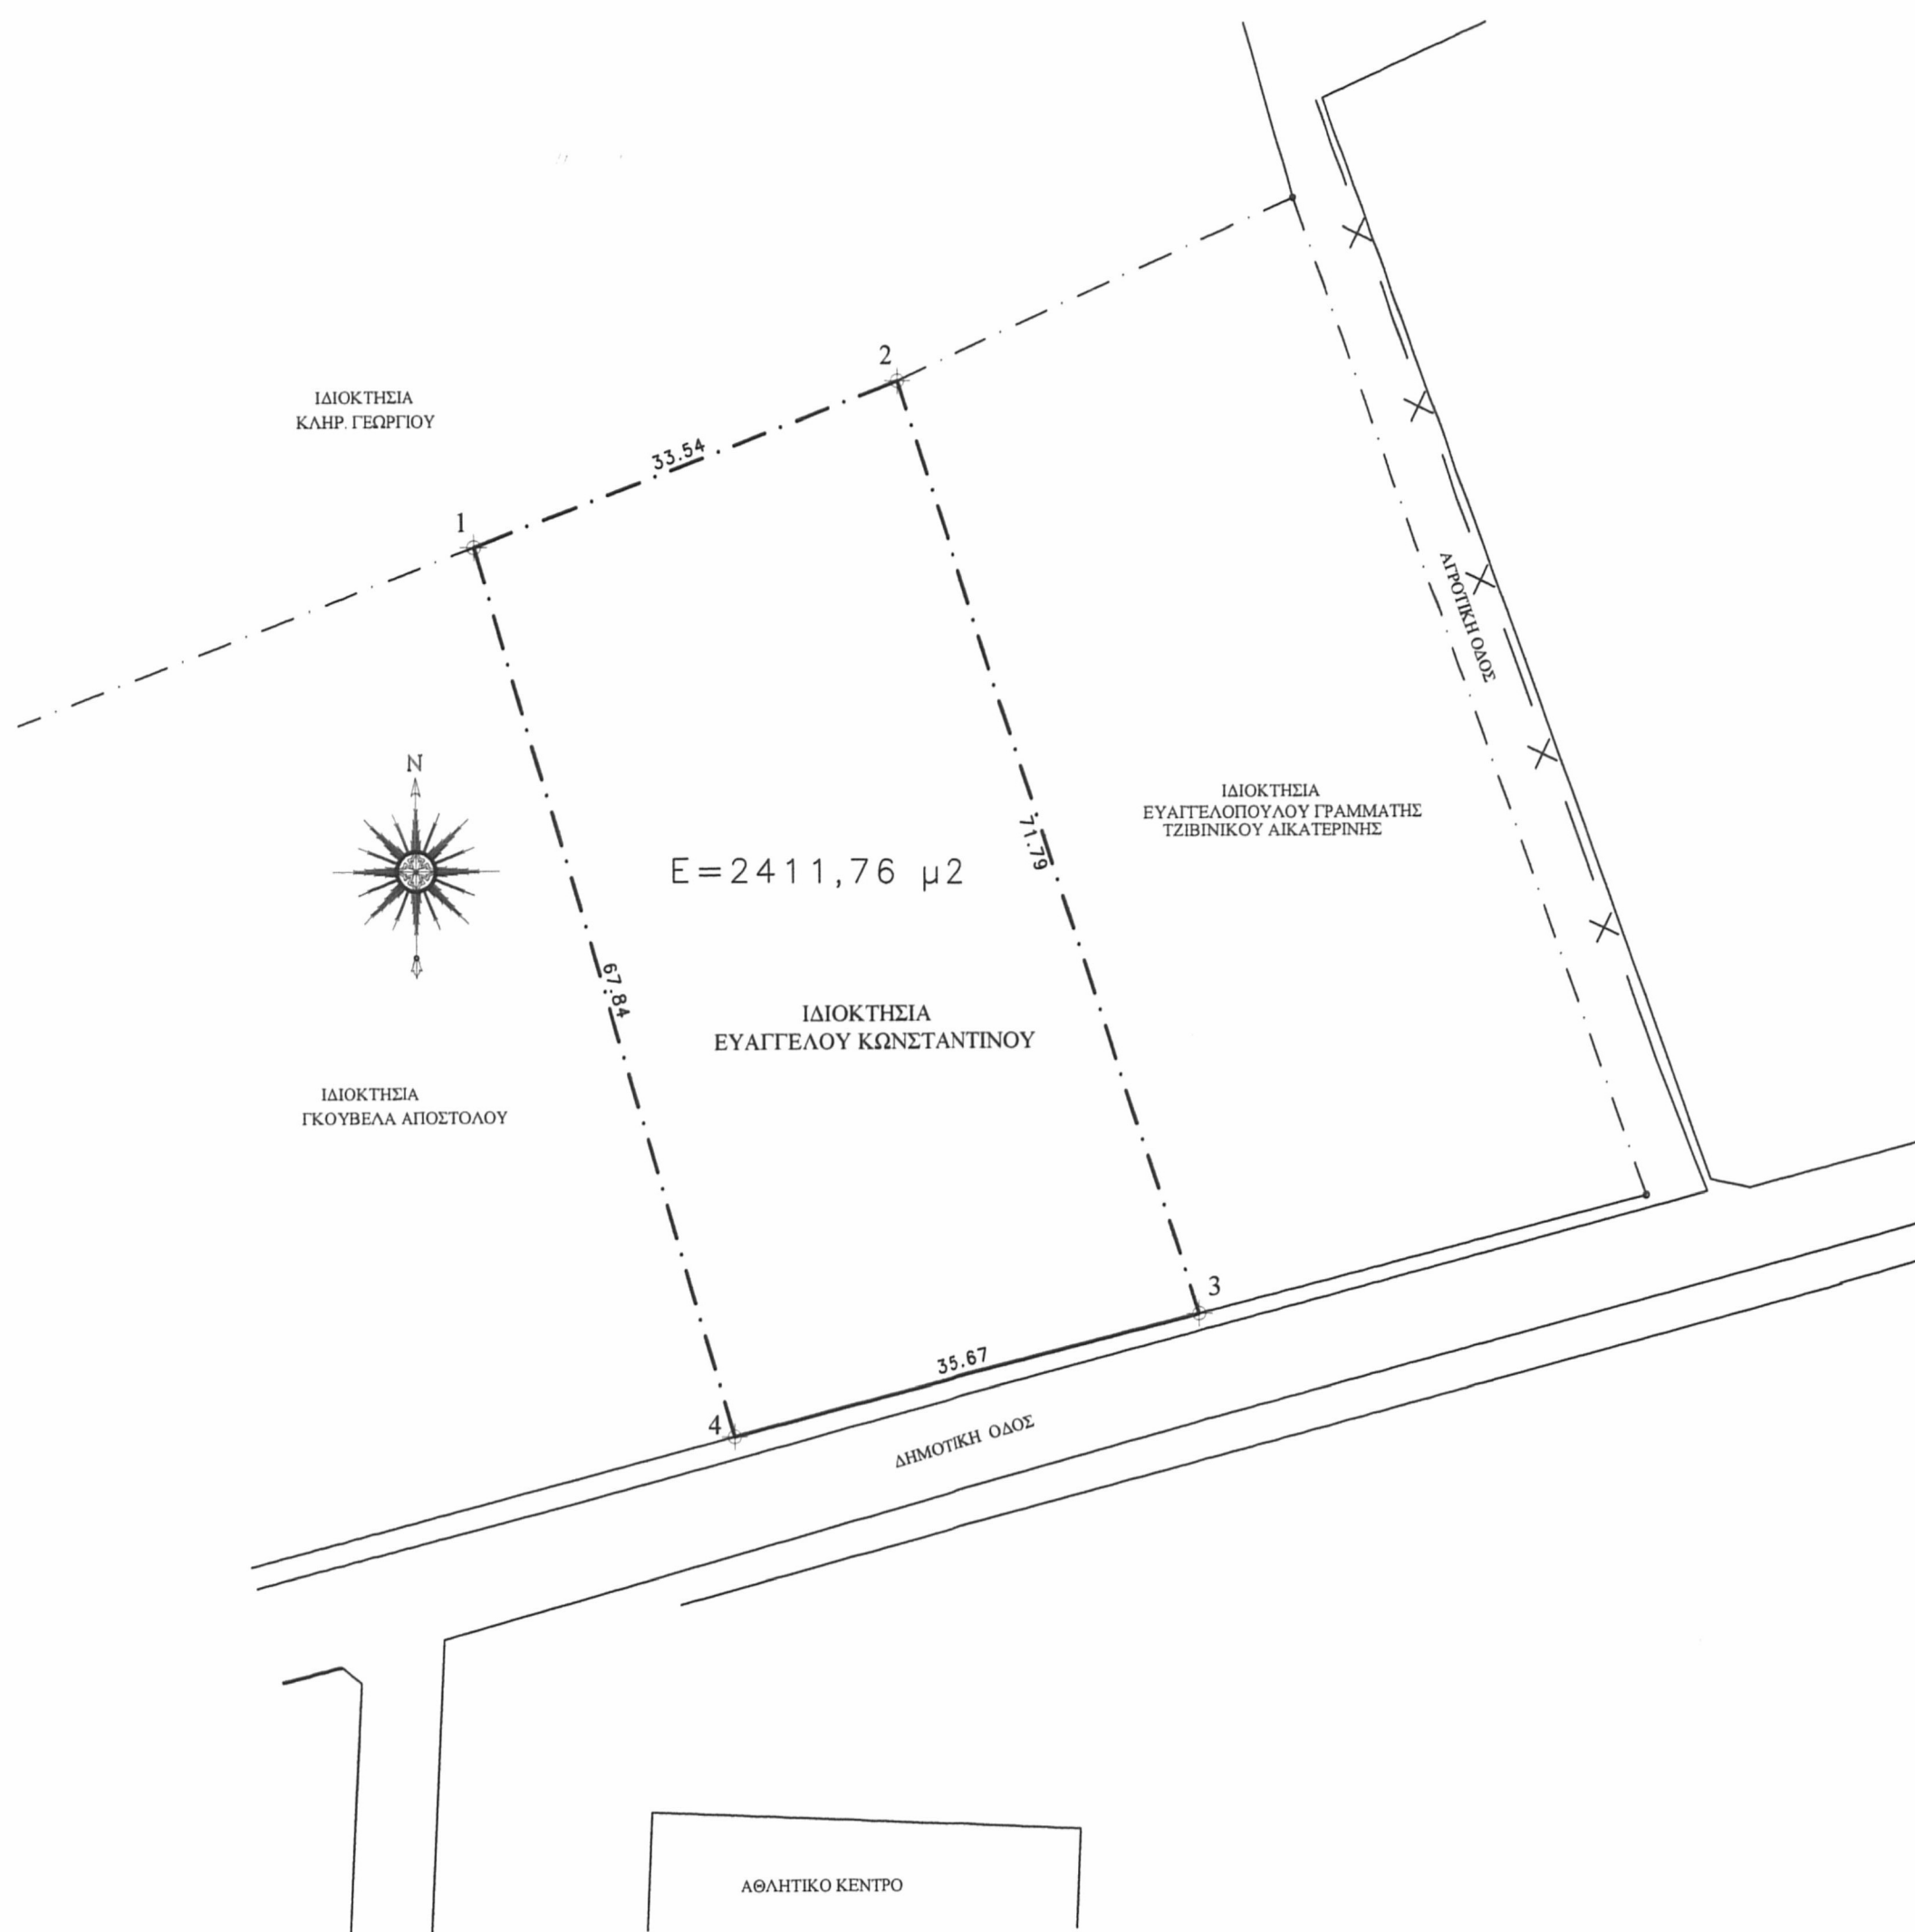 2
ΙΔΙΟΚΤΗΣΙΑ
ΚΛΗΡ. ΓΕΩΡΓΙΟΥ
33.54
1
ΑΓΡΟΤΙΚΗ ΟΔΟΣ
N
ΙΔΙΟΚΤΗΣΙΑ
ΕΥΑΓΓΕΛΟΠΟΥΛΟΥ ΓΡΑΜΜΑΤΗΣ
ΤΖΙΒΙΝΙΚΟΥ ΑΙΚΑΤΕΡΙΝΗΣ
71.79
E=2411,76 μ2
67.84
ΙΔΙΟΚΤΗΣΙΑ
ΕΥΑΓΓΕΛΟΥ ΚΩΝΣΤΑΝΤΙΝΟΥ
ΙΔΙΟΚΤΗΣΙΑ
ΓΚΟΥΒΕΛΑ ΑΠΟΣΤΟΛΟΥ
3
35.67
4
ΔΗΜΟΤΙΚΗ ΟΔΟΣ
ΑΘΛΗΤΙΚΟ ΚΕΝΤΡΟ